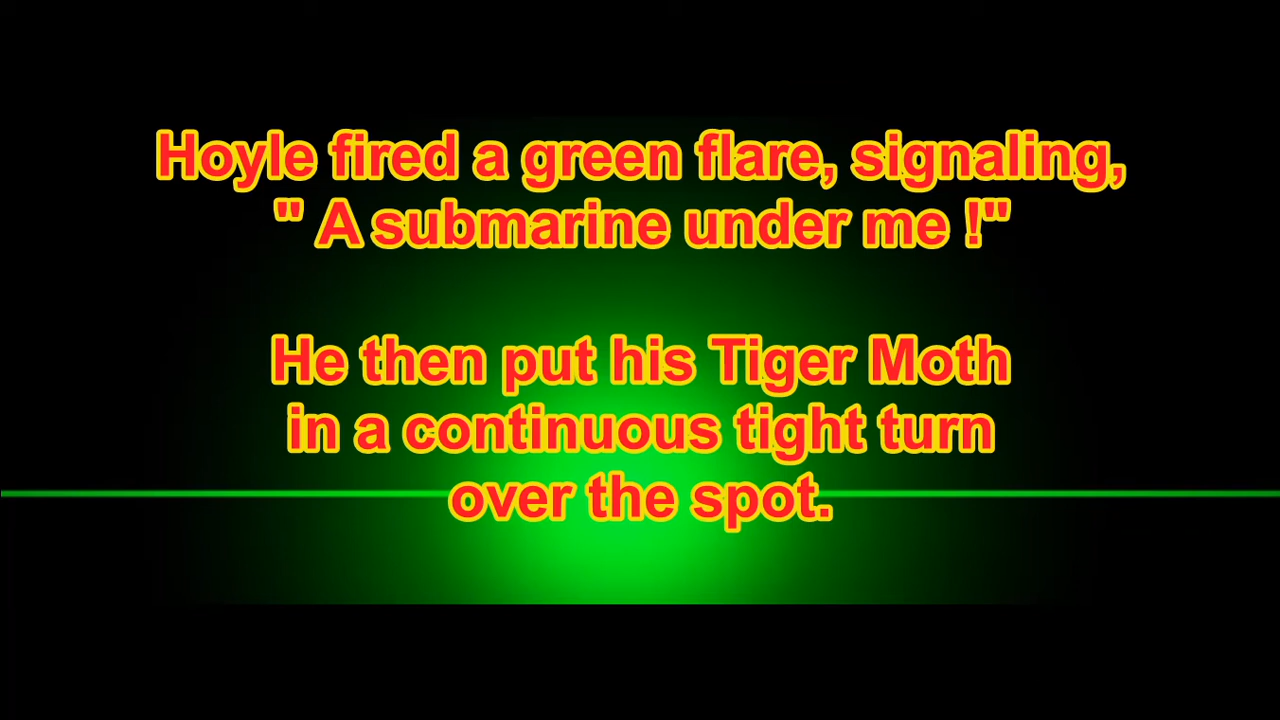 Hoyle fired a green flare, signaling,
" A submarine under me !"
He then put his Tiger Moth
in a continuous tight turn
over the spot.